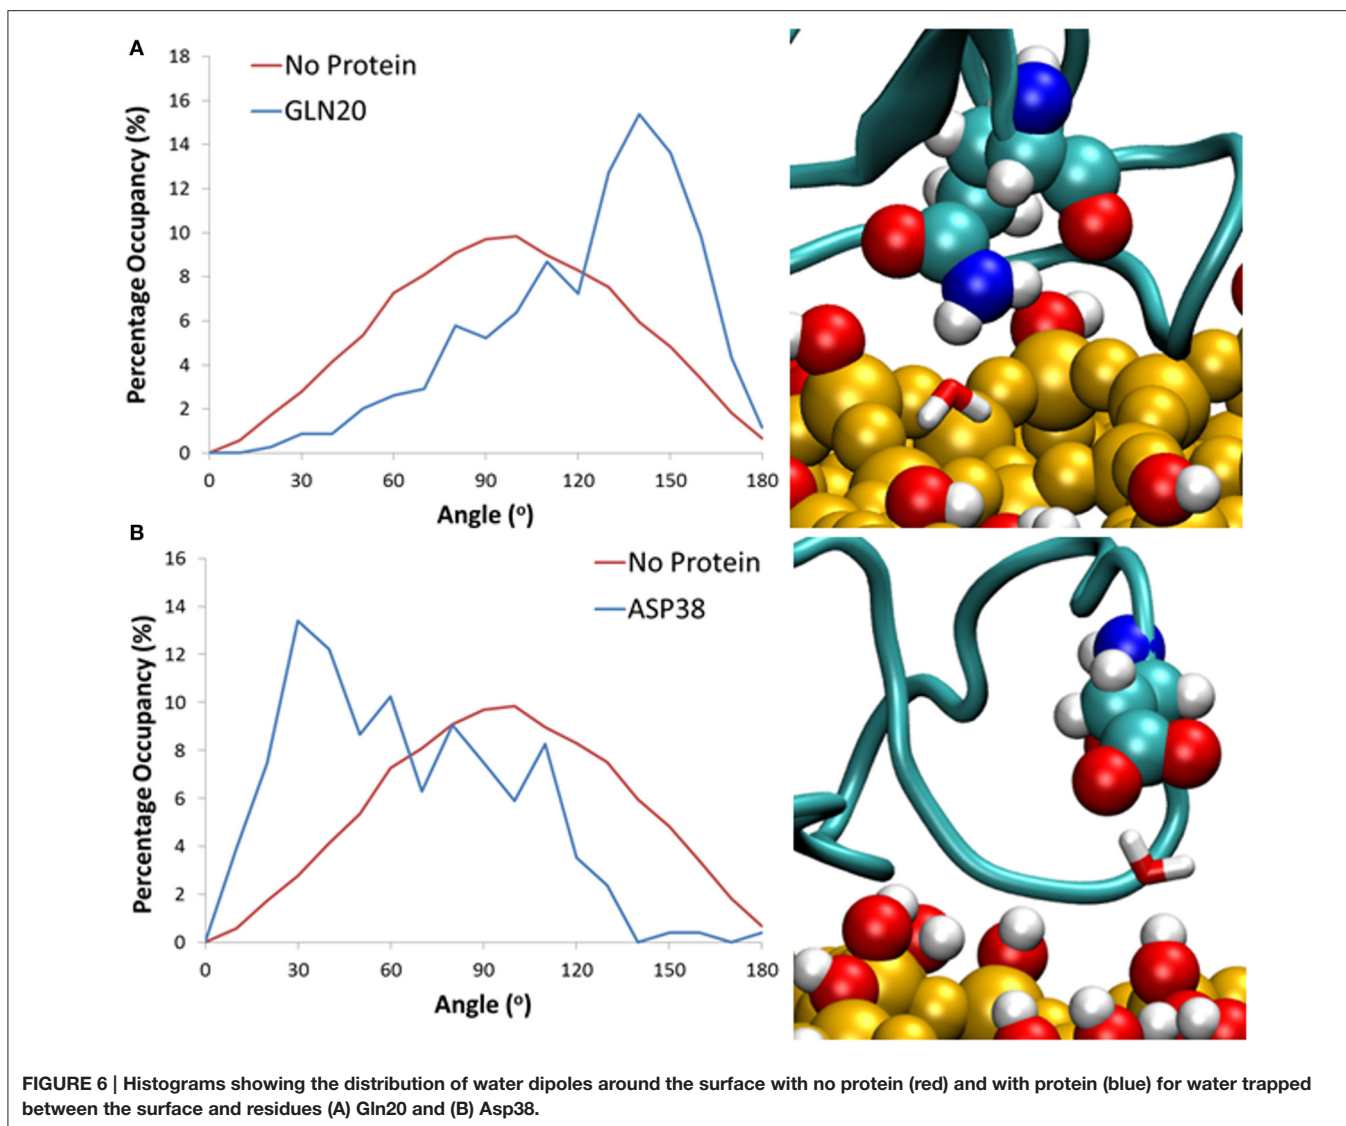 A
18
16
14
12
10
8
6
4
2
0
Percentage Occupancy (%)
No Protein
GLN20
0 30 60 90 120 150 180
Angle (º)
B
16
14
12
10
8
6
4
2
0
Percentage Occupancy (%)
No Protein
ASP38
0 30 60 90 120 150 180
Angle (º)
FIGURE 6 | Histograms showing the distribution of water dipoles around the surface with no protein (red) and with protein (blue) for water trapped
between the surface and residues (A) Gln20 and (B) Asp38.